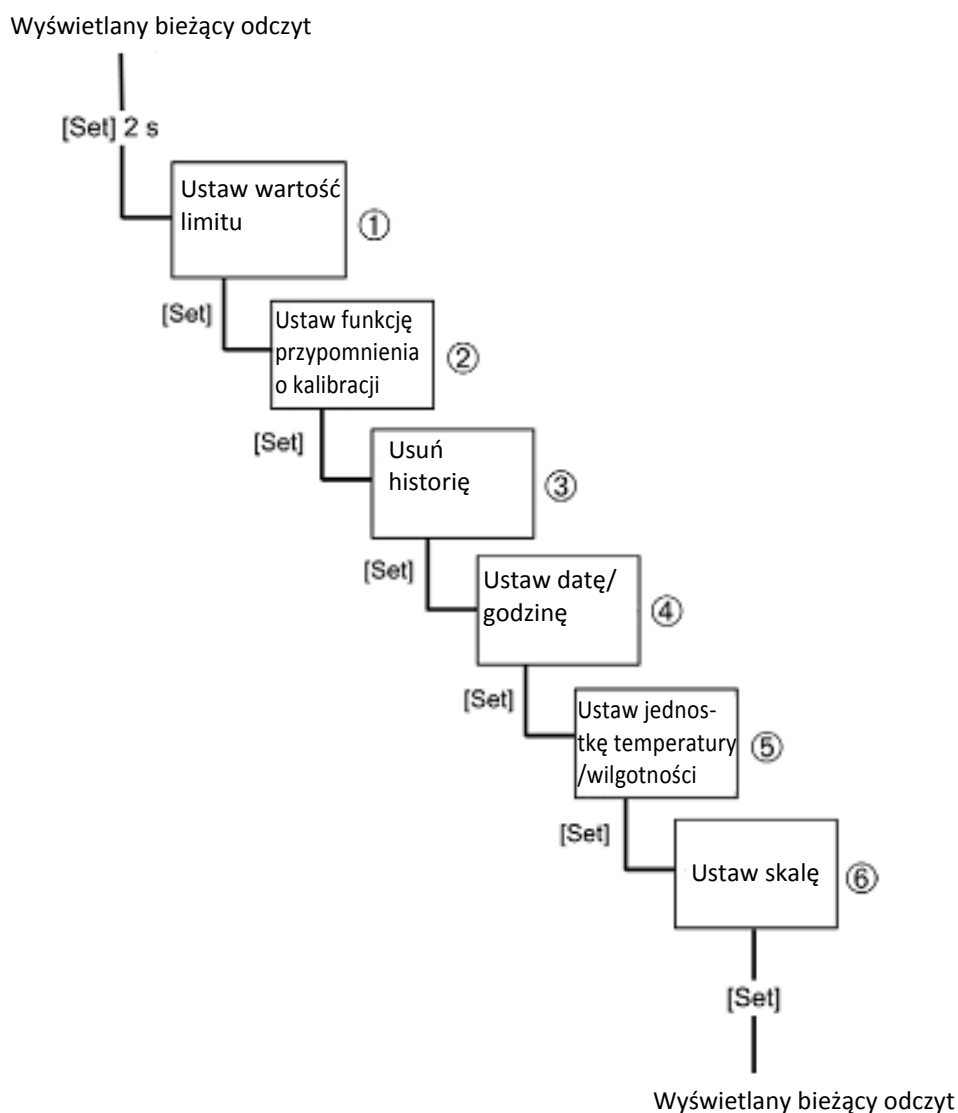 Wyświetlany bieżący odczyt
[Set] 2 s
Ustaw wartość
limitu
①
[Set]
Ustaw funkcję
przypomnienia
o kalibracji
②
[Set]
Usuń
historię
③
[Set]
Ustaw datę/
godzinę
④
[Set]
Ustaw jednos-
tkę temperatury
/wilgotności
⑤
[Set]
Ustaw skalę
⑥
[Set]
Wyświetlany bieżący odczyt